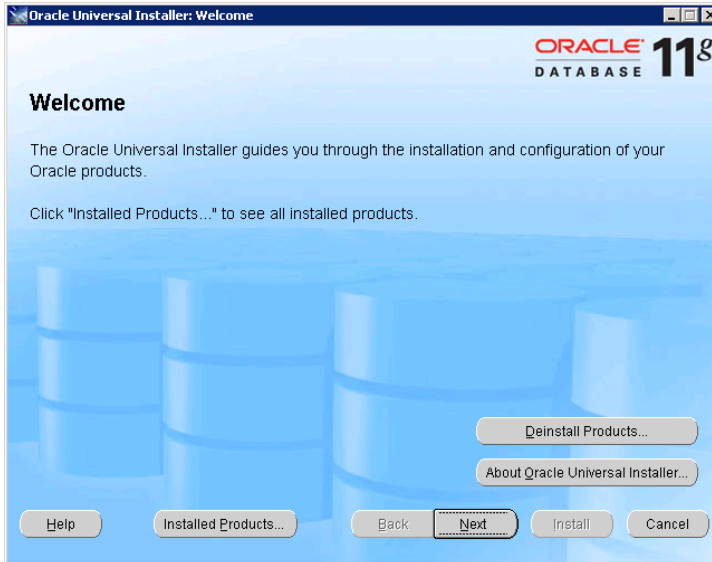 Oracle Universal Installer: Welcome
ORACLE 11g
DATABASE
Welcome
The Oracle Universal Installer guides you through the installation and configuration of your
Oracle products.
Click "Installed Products..." to see all installed products.
Deinstall Products...
About Oracle Universal Installer...
Help Installed Products... Back Next Install Cancel